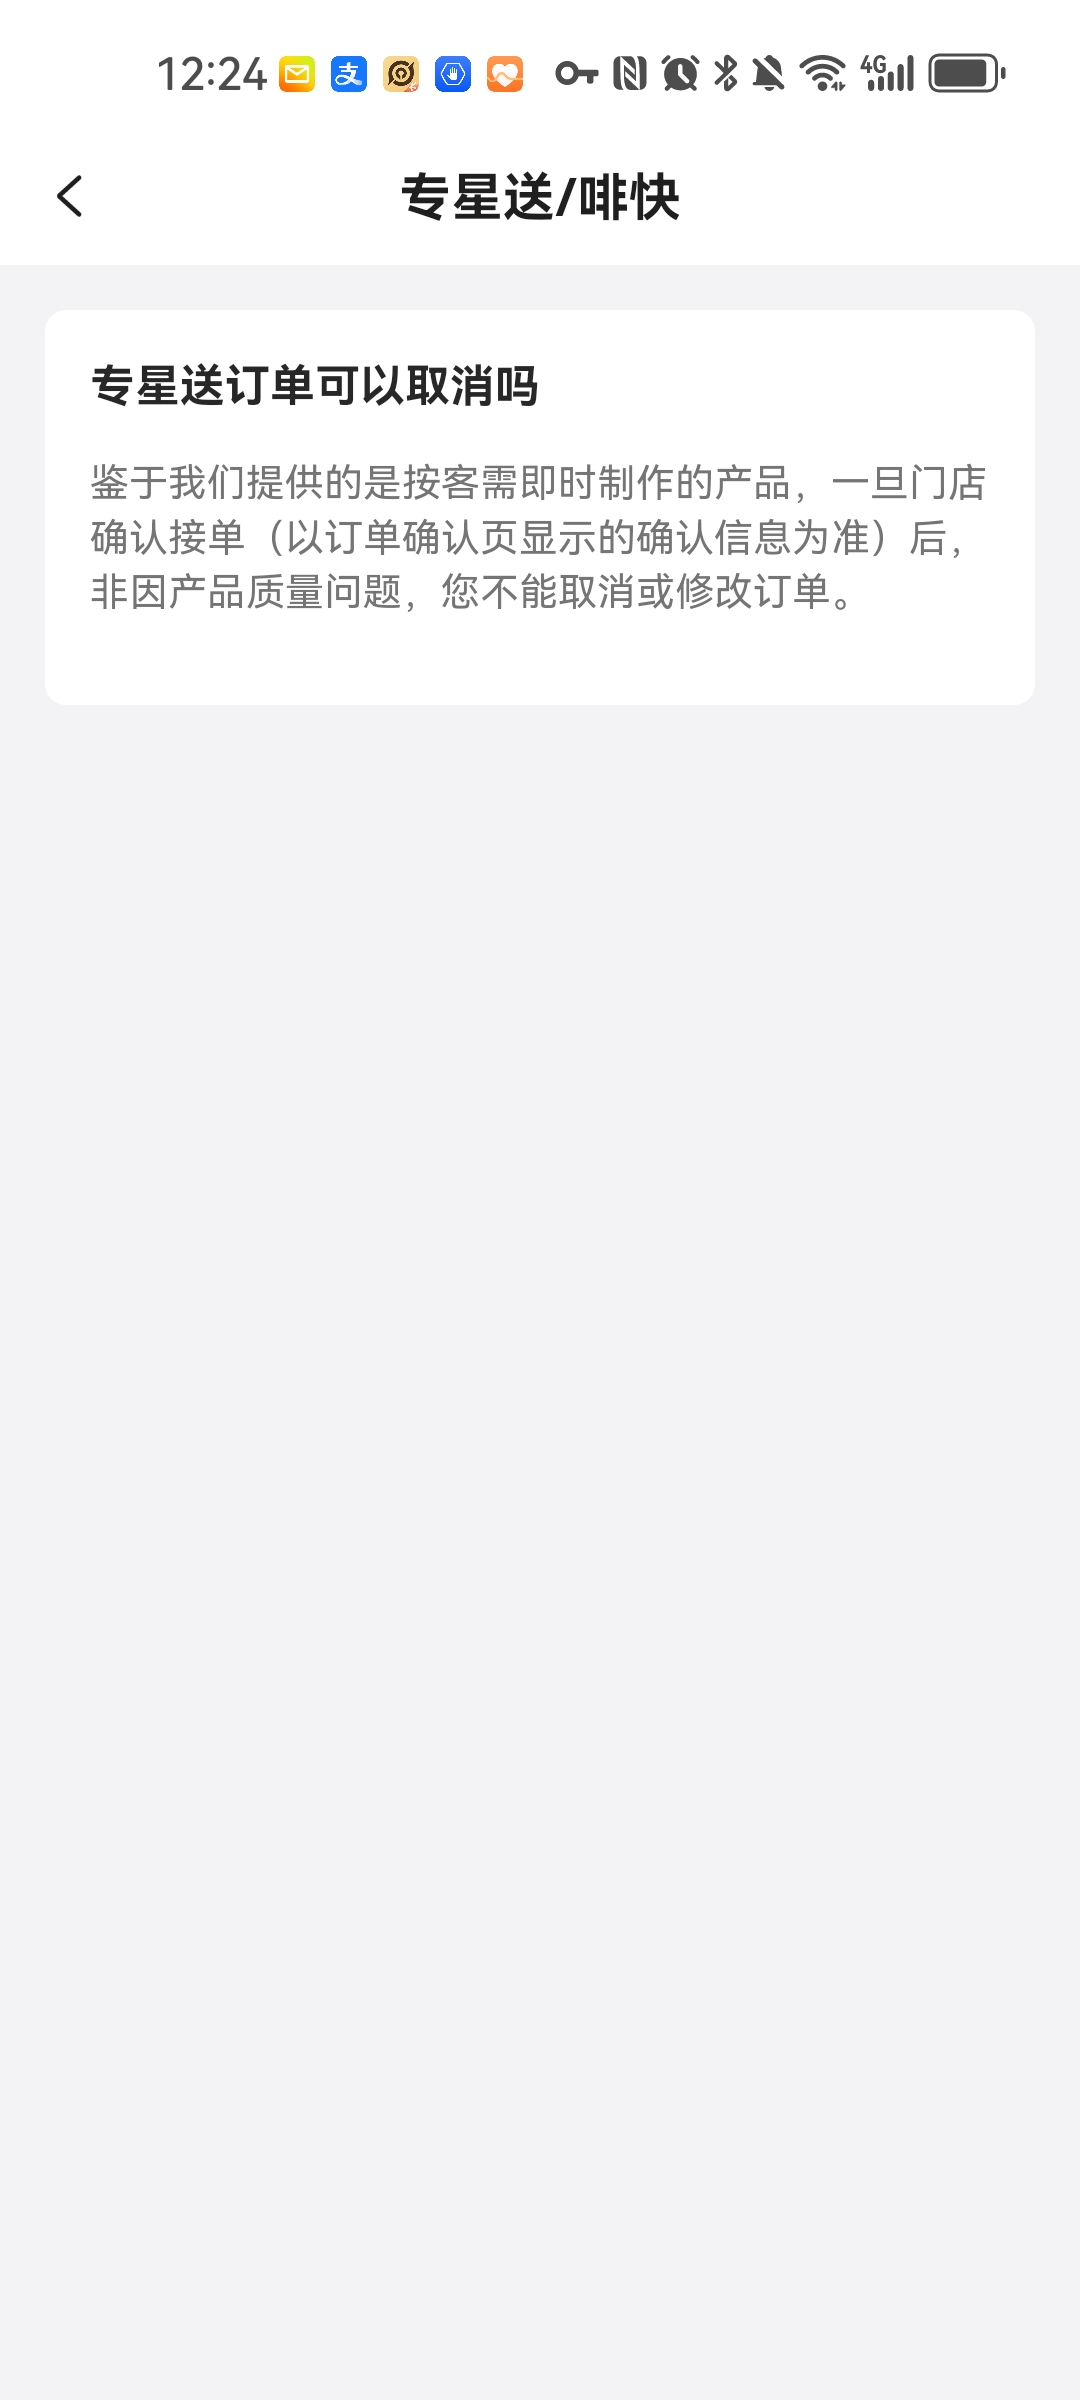 12:24
4G
专星送/啡快
专星送订单可以取消吗
鉴于我们提供的是按客需即时制作的产品，一旦门店
确认接单（以订单确认页显示的确认信息为准）后，
非因产品质量问题，您不能取消或修改订单。